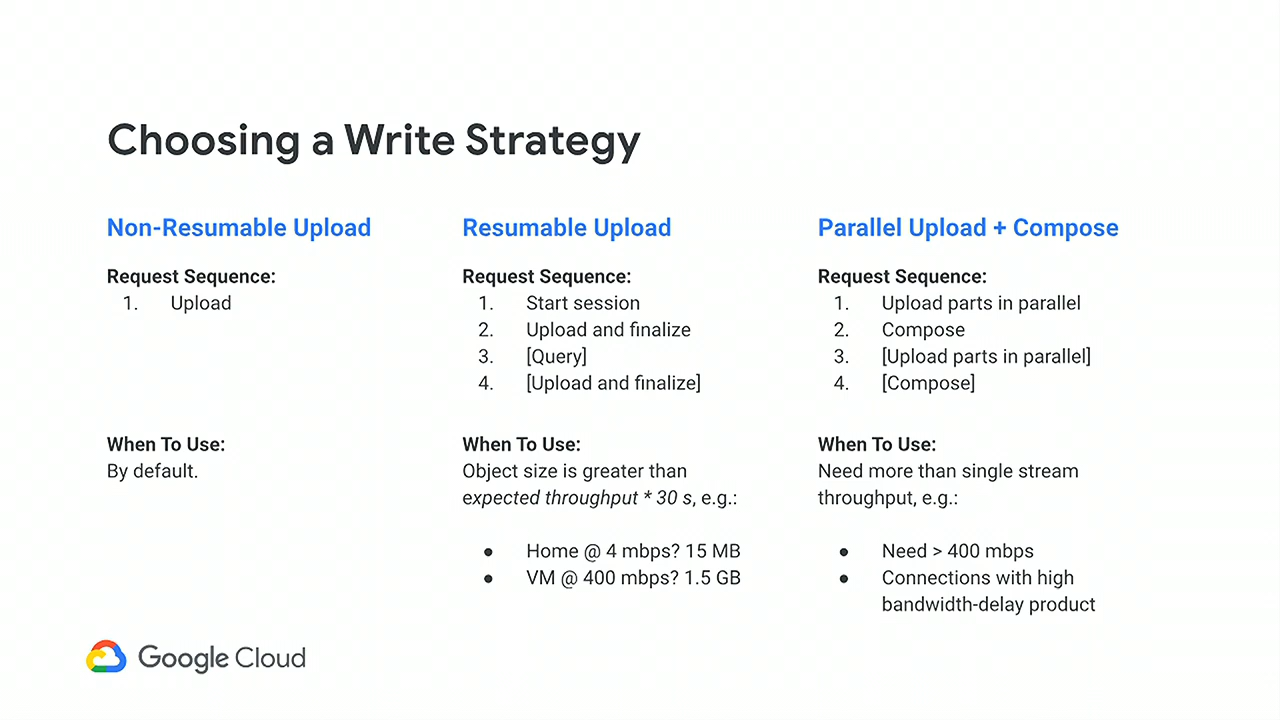 Choosing a Write Strategy
Non-Resumable Upload
Request Sequence:
1. Upload
When To Use:
By default.
Resumable Upload
Request Sequence:
1. Start session
2. Upload and finalize
3. [Query]
4. [Upload and finalize]
When To Use:
Object size is greater than
expected throughput * 30 s, e.g.:
● Home @ 4 mbps? 15 MB
● VM @ 400 mbps? 1.5 GB
Parallel Upload + Compose
Request Sequence:
1. Upload parts in parallel
2. Compose
3. [Upload parts in parallel]
4. [Compose]
When To Use:
Need more than single stream
throughput, e.g.:
● Need > 400 mbps
● Connections with high
bandwidth-delay product
Google Cloud